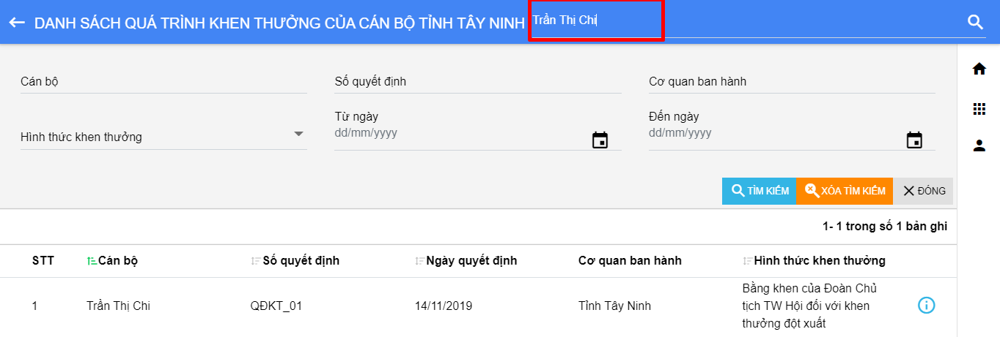 DANH SÁCH QUÁ TRÌNH KHEN THƯỞNG CỦA CÁN BỘ TỈNH TÂY NINH Trần Thị Chi
Cán bộ Số quyết định Cơ quan ban hành
Từ ngày Đến ngày
Hình thức khen thưởng dd/mm/yyyy dd/mm/yyyy
TÌM KIẾM XÓA TÌM KIẾM ĐÓNG
1- 1 trong số 1 bản ghi
STT Cán bộ Số quyết định Ngày quyết định Cơ quan ban hành Hình thức khen thưởng
1 Trần Thị Chi QĐKT_01 14/11/2019 Tỉnh Tây Ninh Bằng khen của Đoàn Chủ
tịch TW Hội đối với khen
thưởng đột xuất